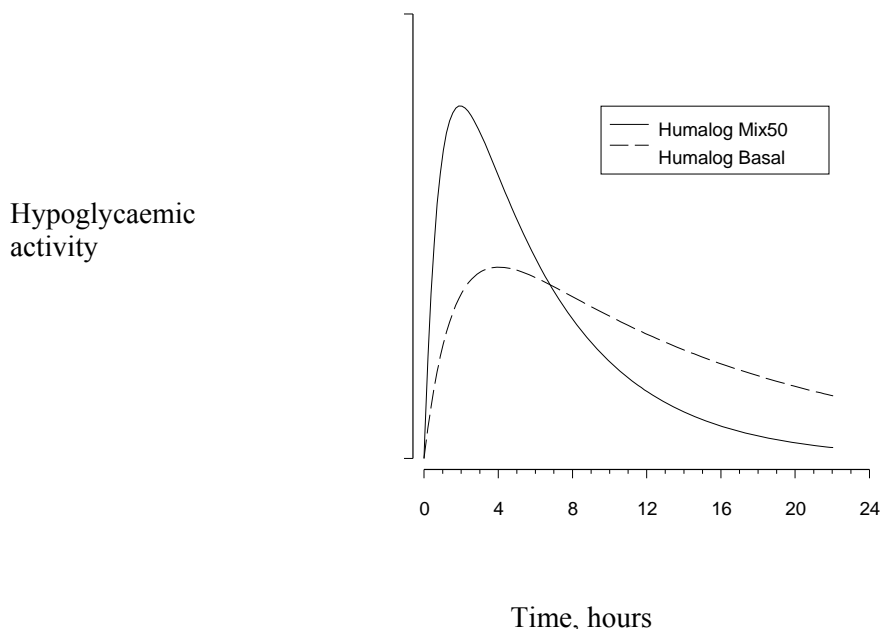 Humalog Mix50
Humalog Basal
Hypoglycaemic
activity
0 4 8 12 16 20 24
Time, hours